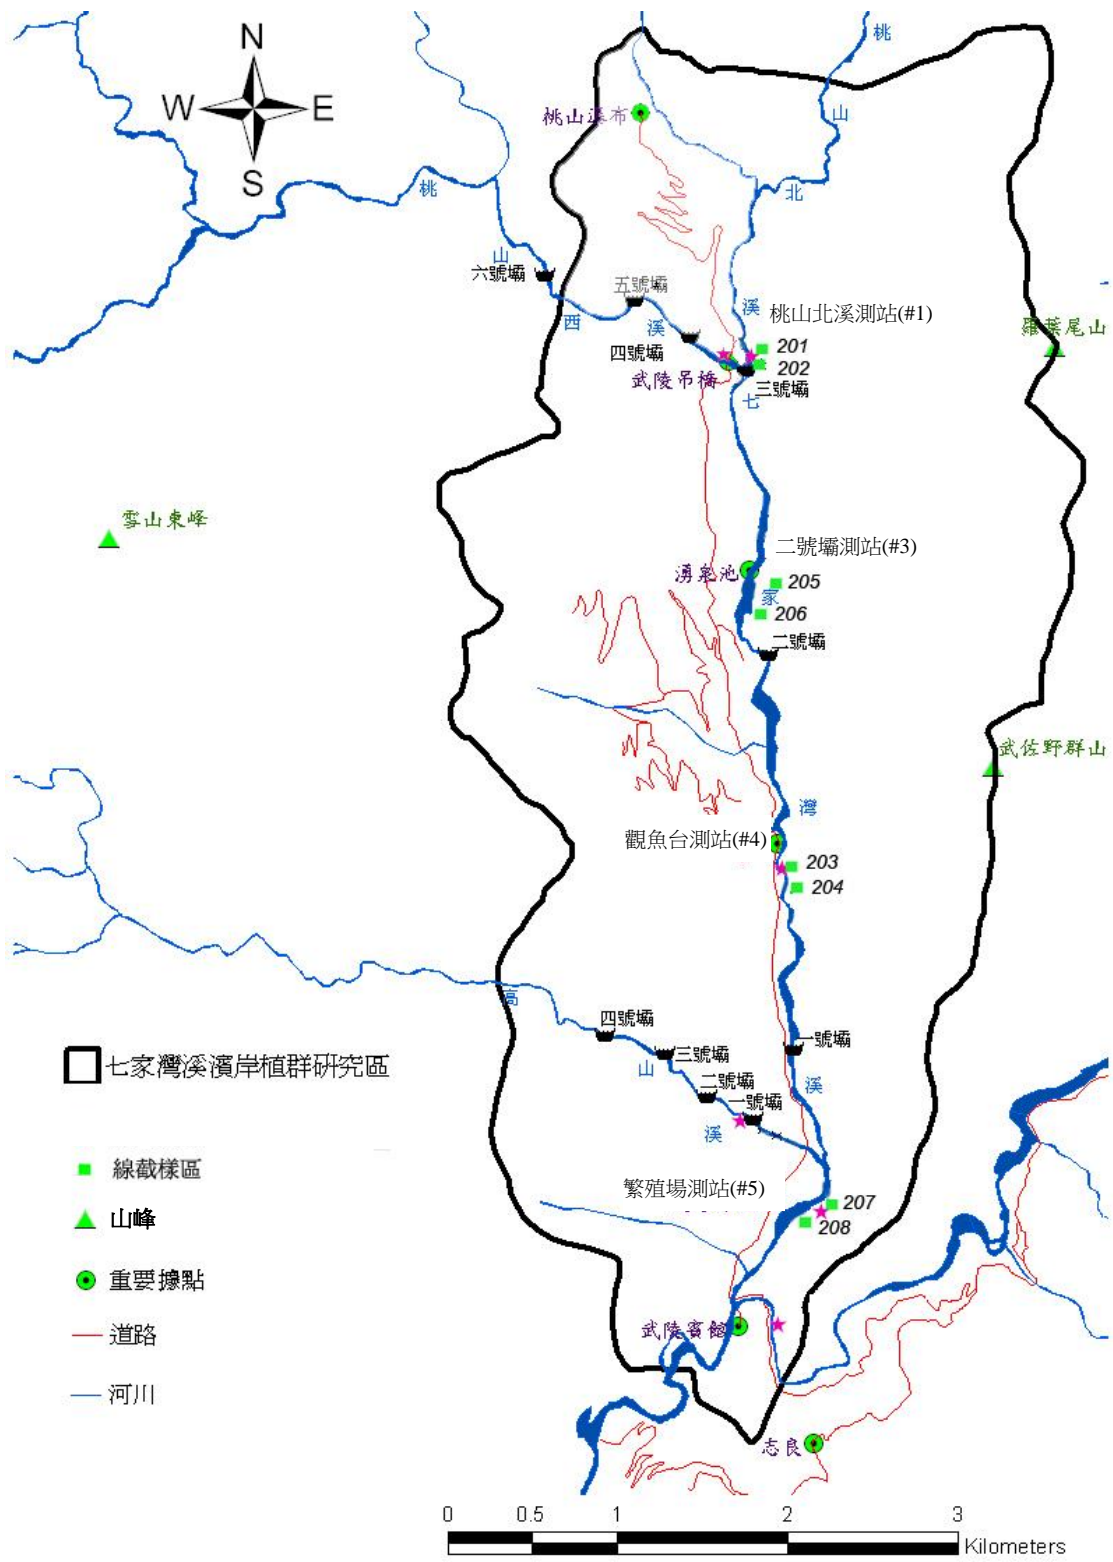 N
W
E
S
桃
山
北
溪
桃山瀑布
桃
山
西
溪
六號壩
五號壩
四號壩
桃山北溪測站(#1)
羅葉尾山
201
202
武陵吊橋
三號壩
七
雪山東峰
二號壩測站(#3)
湧泉池
205
家
206
二號壩
武佐野群山
灣
觀魚台測站(#4)
203
204
高
四號壩
一號壩
三號壩
山
二號壩
溪
一號壩
溪
七家灣溪濱岸植群研究區
線截樣區
繁殖場測站(#5)
207
山峰
208
重要據點
道路
武陵賓館
河川
志良
0 0.5 1 2 3
Kilometers